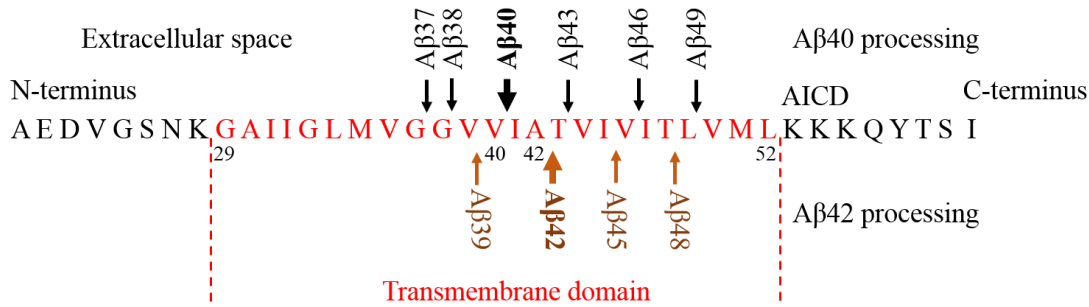 Extracellular space
Aβ37
Aβ38
Aβ40
Aβ43
Aβ46
Aβ49
Aβ40 processing
N-terminus
AICD
C-terminus
A E D V G S N K G A I I G L M V G G V V I A T V I V I T L V M L K K K Q Y T S I
29
40
42
52
Aβ39
Aβ42
Aβ45
Aβ48
Aβ42 processing
Transmembrane domain